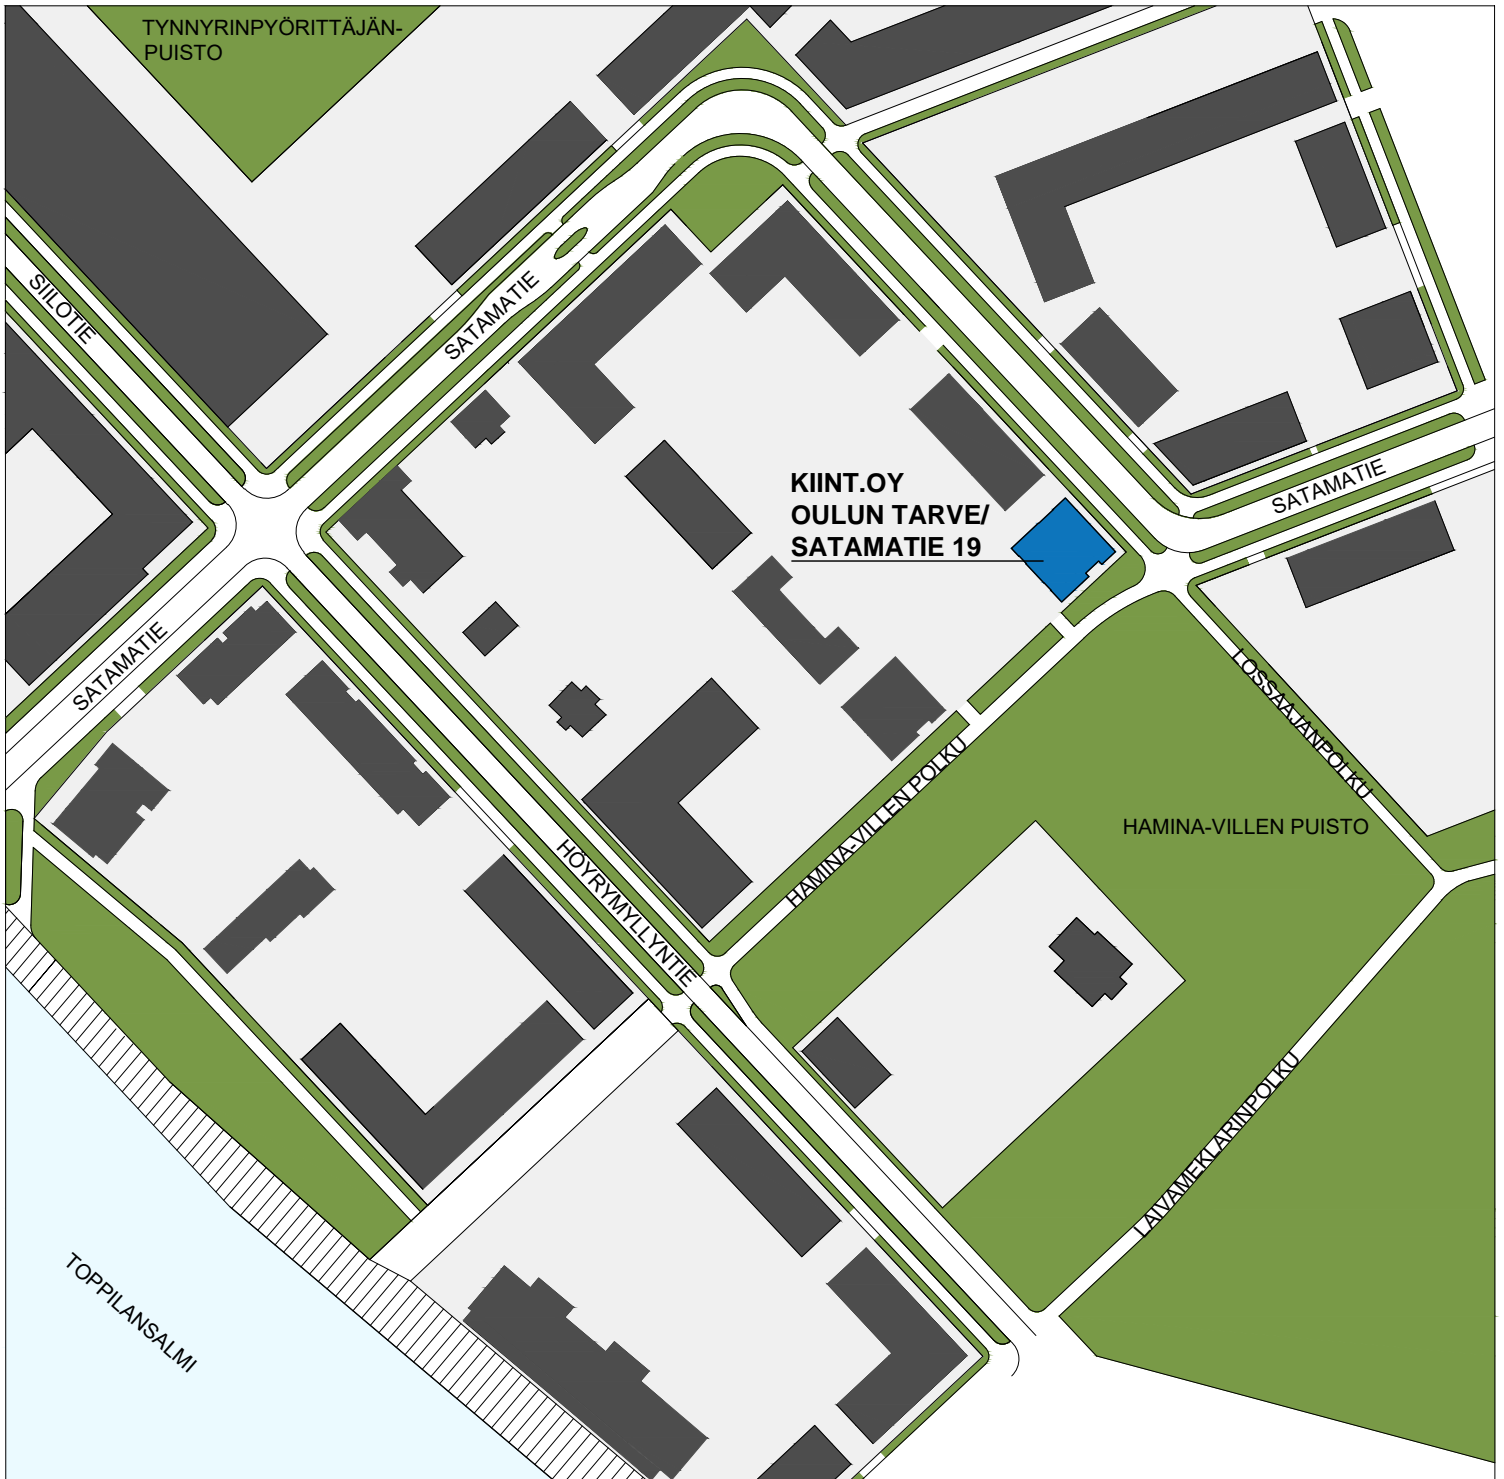 TYNNYRINPYÖRITTÄJÄN-
PUISTO
SIILOTIE
SATAMATIE
KIINT.OY
OULUN TARVE/
SATAMATIE 19
SATAMATIE
SATAMATIE
LOSSAAJANPOLKU
HAMINA-VILLEN POLKU
HAMINA-VILLEN PUISTO
HÖYRYMYLLYNTIE
LAIVAMEKLARINPOLKU
TOPPILANSALMI